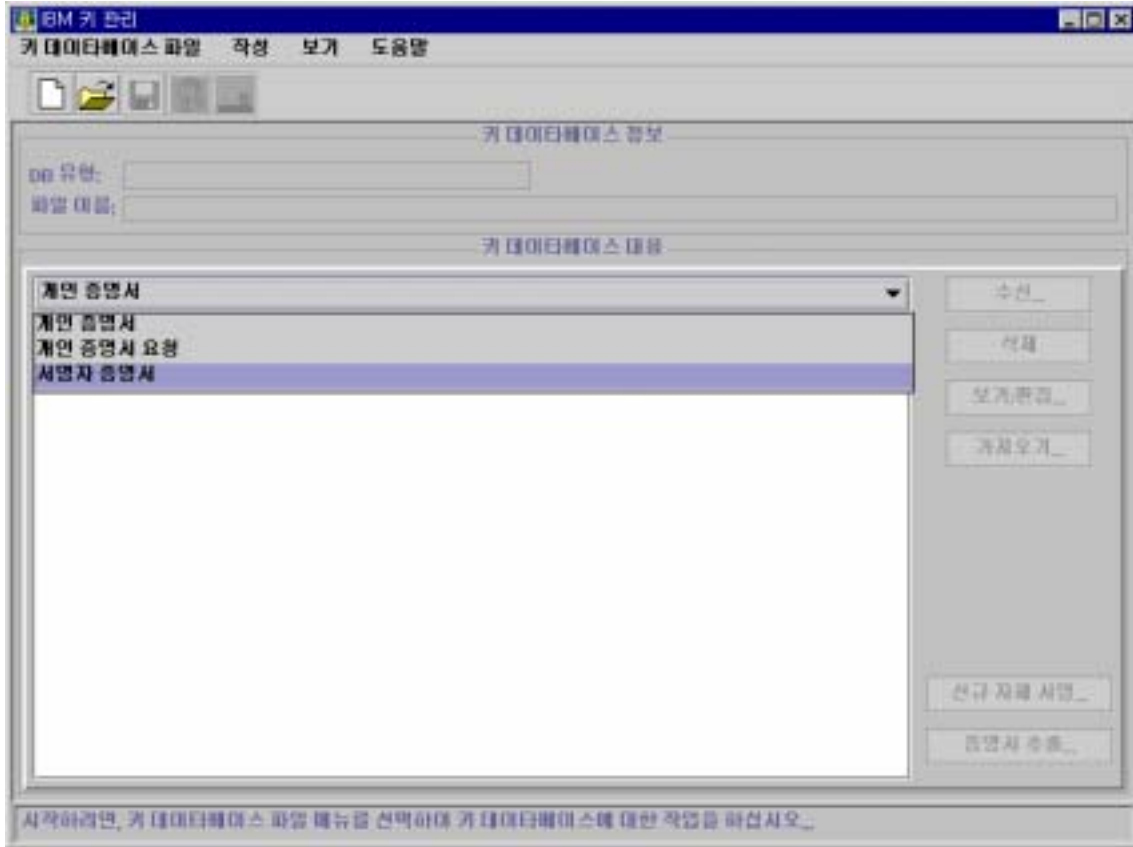 IBM 키 관리
키 데이터베이스 파일 작성 보기 도움말
키 데이터베이스 정보
DB 유형:
파일 이름:
키 데이터베이스 내용
개인 증명서
수신...
개인 증명서
개인 증명서 요청
삭제
서명자 증명서
보기/편집...
가져오기...
신규 자체 서명...
증명서 추출...
시작하려면, 키 데이터베이스 파일 메뉴를 선택하여 키 데이터베이스에 대한 작업을 하십시오...